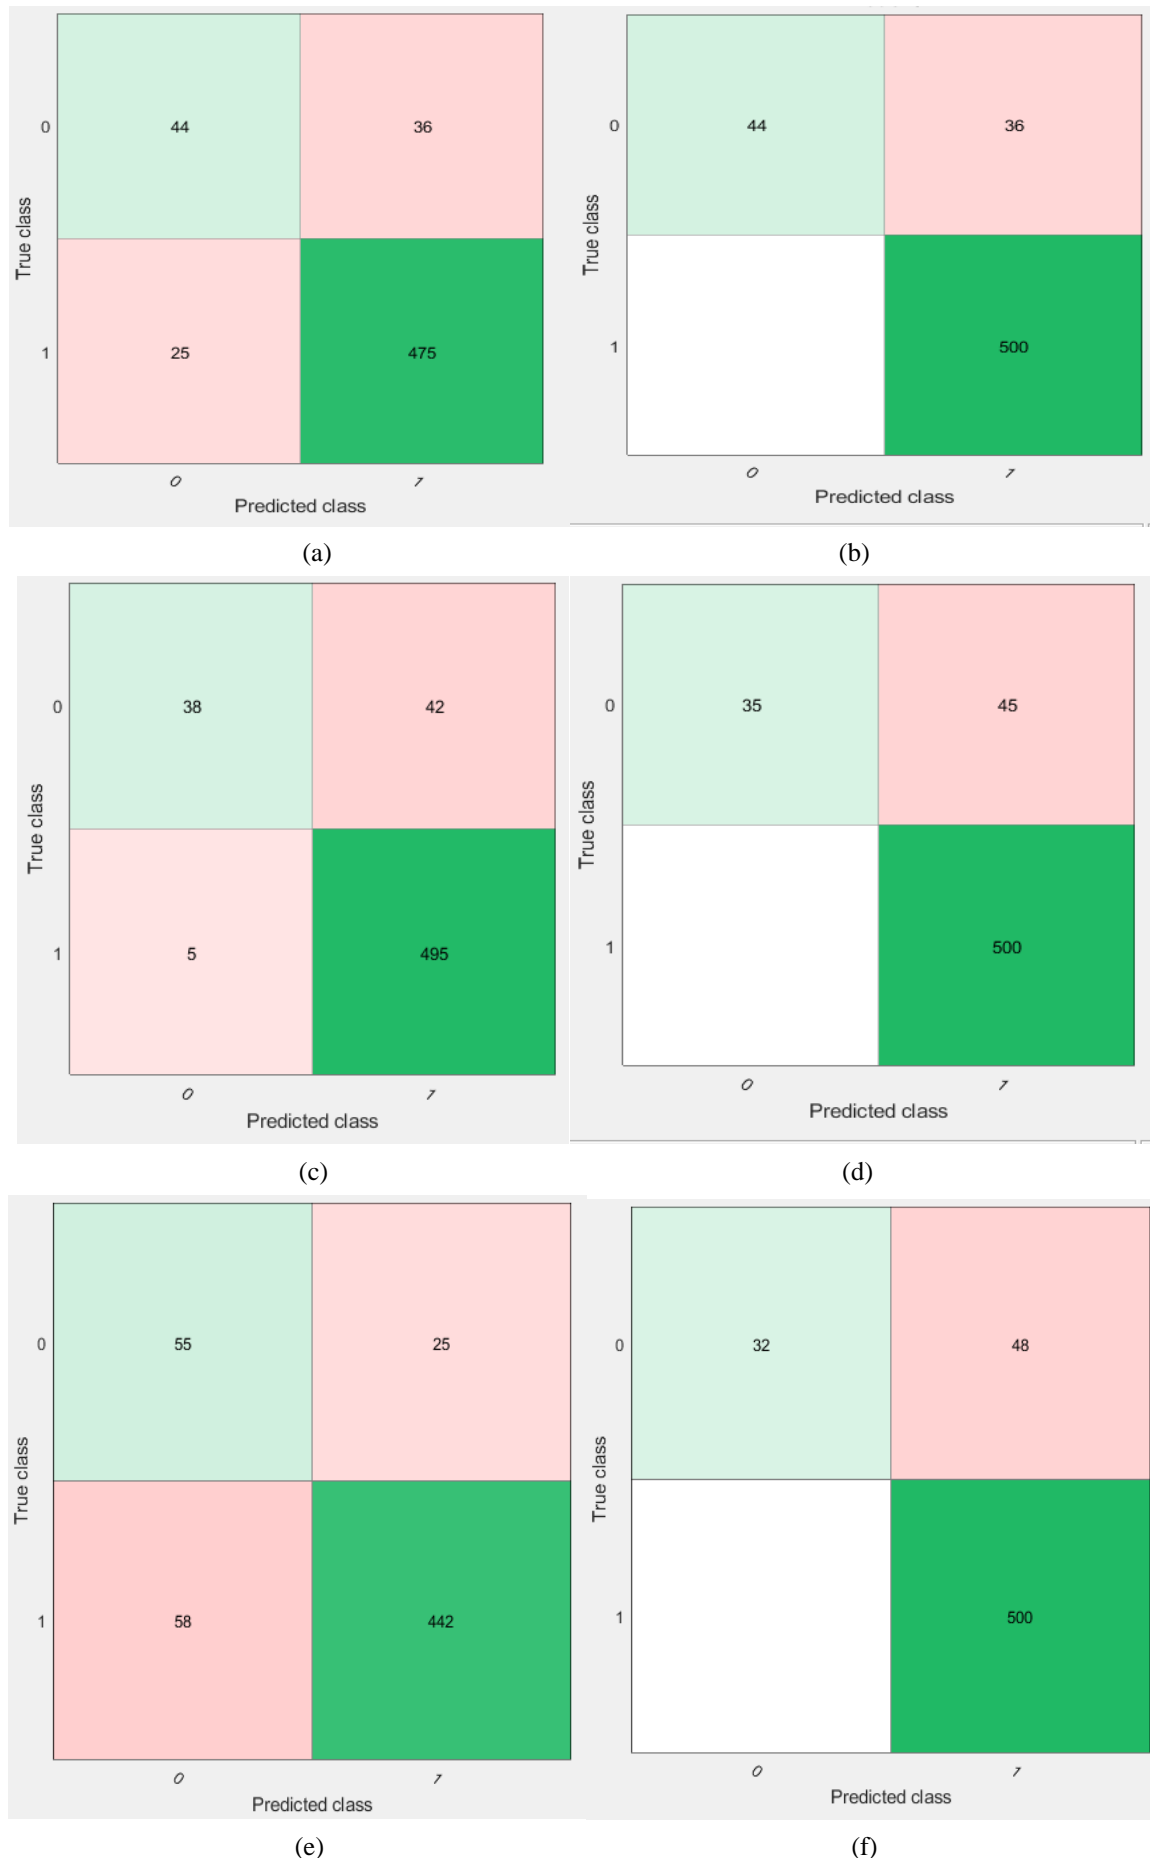 0 44 36
True class
1 25 475
0 1
Predicted class
(a)
0 44 36
True class
1 500
0 1
Predicted class
(b)
0 38 42
True class
1 5 495
0 1
Predicted class
(c)
0 35 45
True class
1 500
0 1
Predicted class
(d)
0 55 25
True class
1 58 442
0 1
Predicted class
(e)
0 32 48
True class
1 500
0 1
Predicted class
(f)